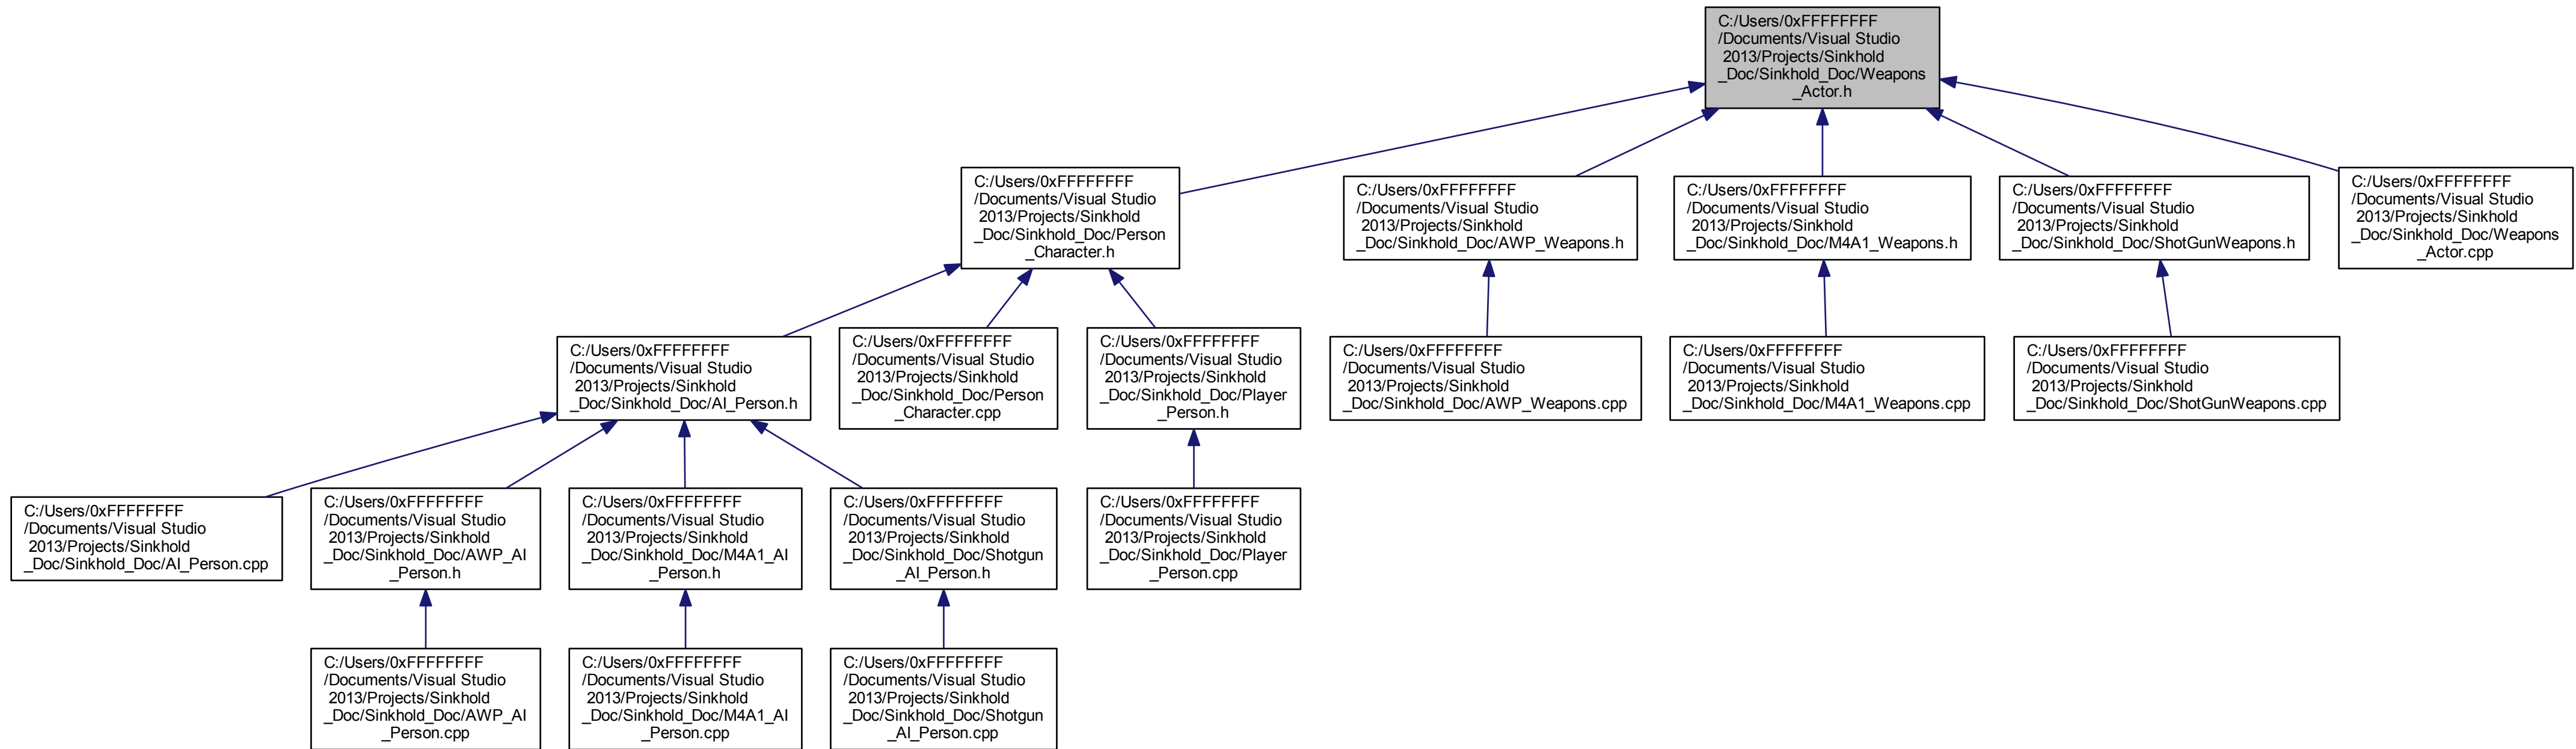 C:/Users/0xFFFFFFFF
/Documents/Visual Studio
2013/Projects/Sinkhold
_Doc/Sinkhold_Doc/Weapons
_Actor.h
C:/Users/0xFFFFFFFF
/Documents/Visual Studio
2013/Projects/Sinkhold
_Doc/Sinkhold_Doc/Person
_Character.h
C:/Users/0xFFFFFFFF
/Documents/Visual Studio
2013/Projects/Sinkhold
_Doc/Sinkhold_Doc/AWP_Weapons.h
C:/Users/0xFFFFFFFF
/Documents/Visual Studio
2013/Projects/Sinkhold
_Doc/Sinkhold_Doc/M4A1_Weapons.h
C:/Users/0xFFFFFFFF
/Documents/Visual Studio
2013/Projects/Sinkhold
_Doc/Sinkhold_Doc/ShotGunWeapons.h
C:/Users/0xFFFFFFFF
/Documents/Visual Studio
2013/Projects/Sinkhold
_Doc/Sinkhold_Doc/Weapons
_Actor.cpp
C:/Users/0xFFFFFFFF
/Documents/Visual Studio
2013/Projects/Sinkhold
_Doc/Sinkhold_Doc/AI_Person.h
C:/Users/0xFFFFFFFF
/Documents/Visual Studio
2013/Projects/Sinkhold
_Doc/Sinkhold_Doc/Person
_Character.cpp
C:/Users/0xFFFFFFFF
/Documents/Visual Studio
2013/Projects/Sinkhold
_Doc/Sinkhold_Doc/Player
_Person.h
C:/Users/0xFFFFFFFF
/Documents/Visual Studio
2013/Projects/Sinkhold
_Doc/Sinkhold_Doc/AWP_Weapons.cpp
C:/Users/0xFFFFFFFF
/Documents/Visual Studio
2013/Projects/Sinkhold
_Doc/Sinkhold_Doc/M4A1_Weapons.cpp
C:/Users/0xFFFFFFFF
/Documents/Visual Studio
2013/Projects/Sinkhold
_Doc/Sinkhold_Doc/ShotGunWeapons.cpp
C:/Users/0xFFFFFFFF
/Documents/Visual Studio
2013/Projects/Sinkhold
_Doc/Sinkhold_Doc/AI_Person.cpp
C:/Users/0xFFFFFFFF
/Documents/Visual Studio
2013/Projects/Sinkhold
_Doc/Sinkhold_Doc/AWP_AI
_Person.h
C:/Users/0xFFFFFFFF
/Documents/Visual Studio
2013/Projects/Sinkhold
_Doc/Sinkhold_Doc/M4A1_AI
_Person.h
C:/Users/0xFFFFFFFF
/Documents/Visual Studio
2013/Projects/Sinkhold
_Doc/Sinkhold_Doc/Shotgun
_AI_Person.h
C:/Users/0xFFFFFFFF
/Documents/Visual Studio
2013/Projects/Sinkhold
_Doc/Sinkhold_Doc/Player
_Person.cpp
C:/Users/0xFFFFFFFF
/Documents/Visual Studio
2013/Projects/Sinkhold
_Doc/Sinkhold_Doc/AWP_AI
_Person.cpp
C:/Users/0xFFFFFFFF
/Documents/Visual Studio
2013/Projects/Sinkhold
_Doc/Sinkhold_Doc/M4A1_AI
_Person.cpp
C:/Users/0xFFFFFFFF
/Documents/Visual Studio
2013/Projects/Sinkhold
_Doc/Sinkhold_Doc/Shotgun
_AI_Person.cpp